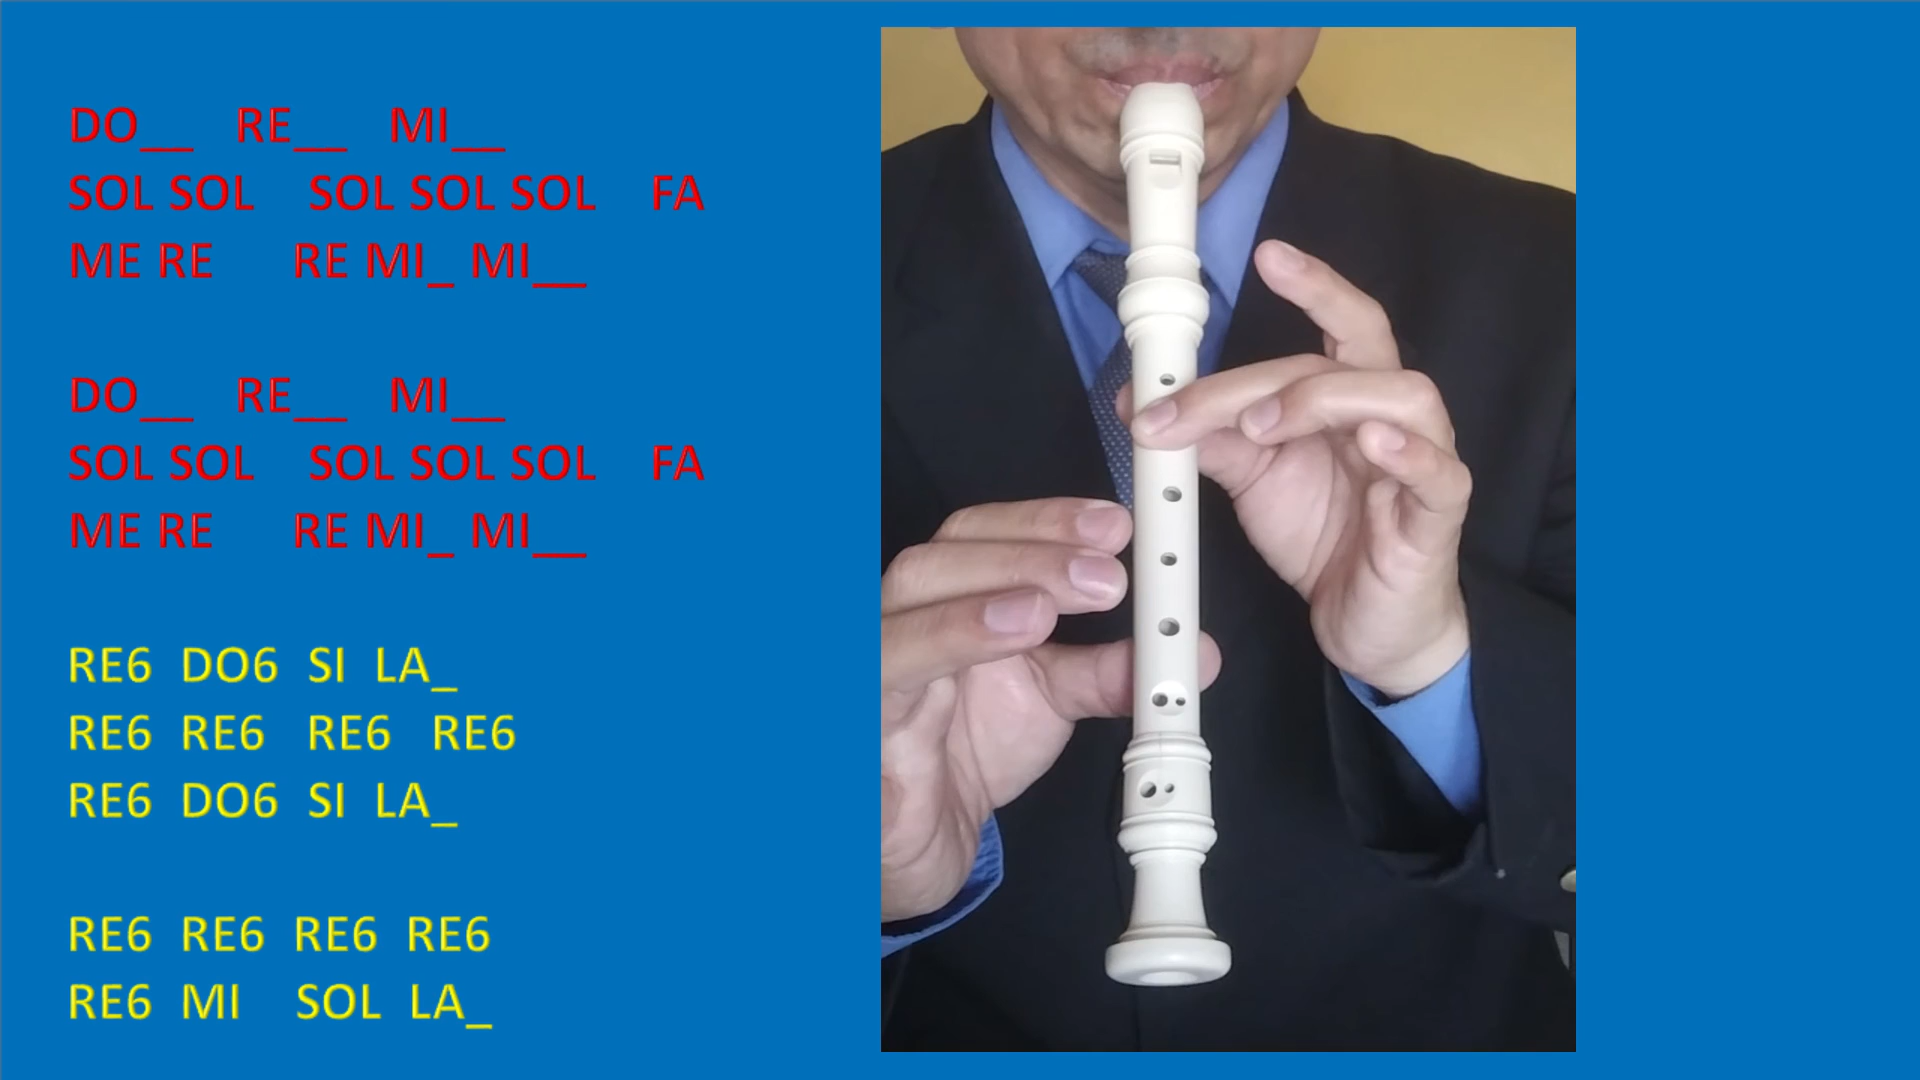 DO__ RE__ MI__
SOL SOL SOL SOL SOL FA
ME RE RE MI_ MI__
DO__ RE__ MI__
SOL SOL SOL SOL SOL FA
ME RE RE MI_ MI__
RE6 DO6 SI LA_
RE6 RE6 RE6 RE6
RE6 DO6 SI LA_
RE6 RE6 RE6 RE6
RE6 MI SOL LA_